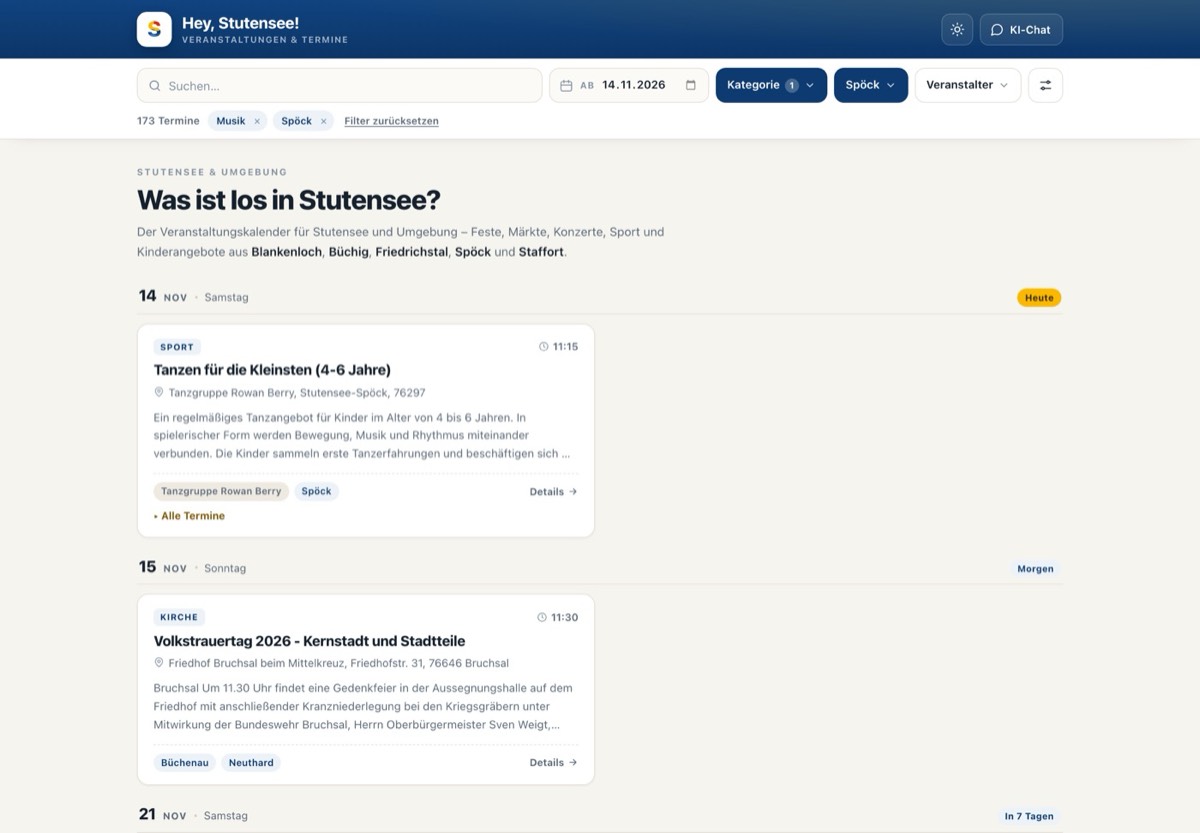 S
Hey, Stutensee!
VERANSTALTUNGEN & TERMINE
KI-Chat
Suchen...
AB 14.11.2026
Kategorie 1
Spöck
Veranstalter
173 Termine Musik × Spöck × Filter zurücksetzen
STUTENSEE & UMGEBUNG
Was ist los in Stutensee?
Der Veranstaltungskalender für Stutensee und Umgebung – Feste, Märkte, Konzerte, Sport und
Kinderangebote aus Blankenloch, Büchig, Friedrichstal, Spöck und Staffort.
14 NOV · Samstag Heute
SPORT 11:15
Tanzen für die Kleinsten (4-6 Jahre)
Tanzgruppe Rowan Berry, Stutensee-Spöck, 76297
Ein regelmäßiges Tanzangebot für Kinder im Alter von 4 bis 6 Jahren. In
spielerischer Form werden Bewegung, Musik und Rhythmus miteinander
verbunden. Die Kinder sammeln erste Tanzerfahrungen und beschäftigen sich ...
Tanzgruppe Rowan Berry Spöck Details →
• Alle Termine
15 NOV · Sonntag Morgen
KIRCHE 11:30
Volkstrauertag 2026 - Kernstadt und Stadtteile
Friedhof Bruchsal beim Mittelkreuz, Friedhofstr. 31, 76646 Bruchsal
Bruchsal Um 11.30 Uhr findet eine Gedenkfeier in der Aussegnungshalle auf dem
Friedhof mit anschließender Kranzniederlegung bei den Kriegsgräbern unter
Mitwirkung der Bundeswehr Bruchsal, Herrn Oberbürgermeister Sven Weigt,...
Büchenau Neuthard Details →
21 NOV · Samstag In 7 Tagen